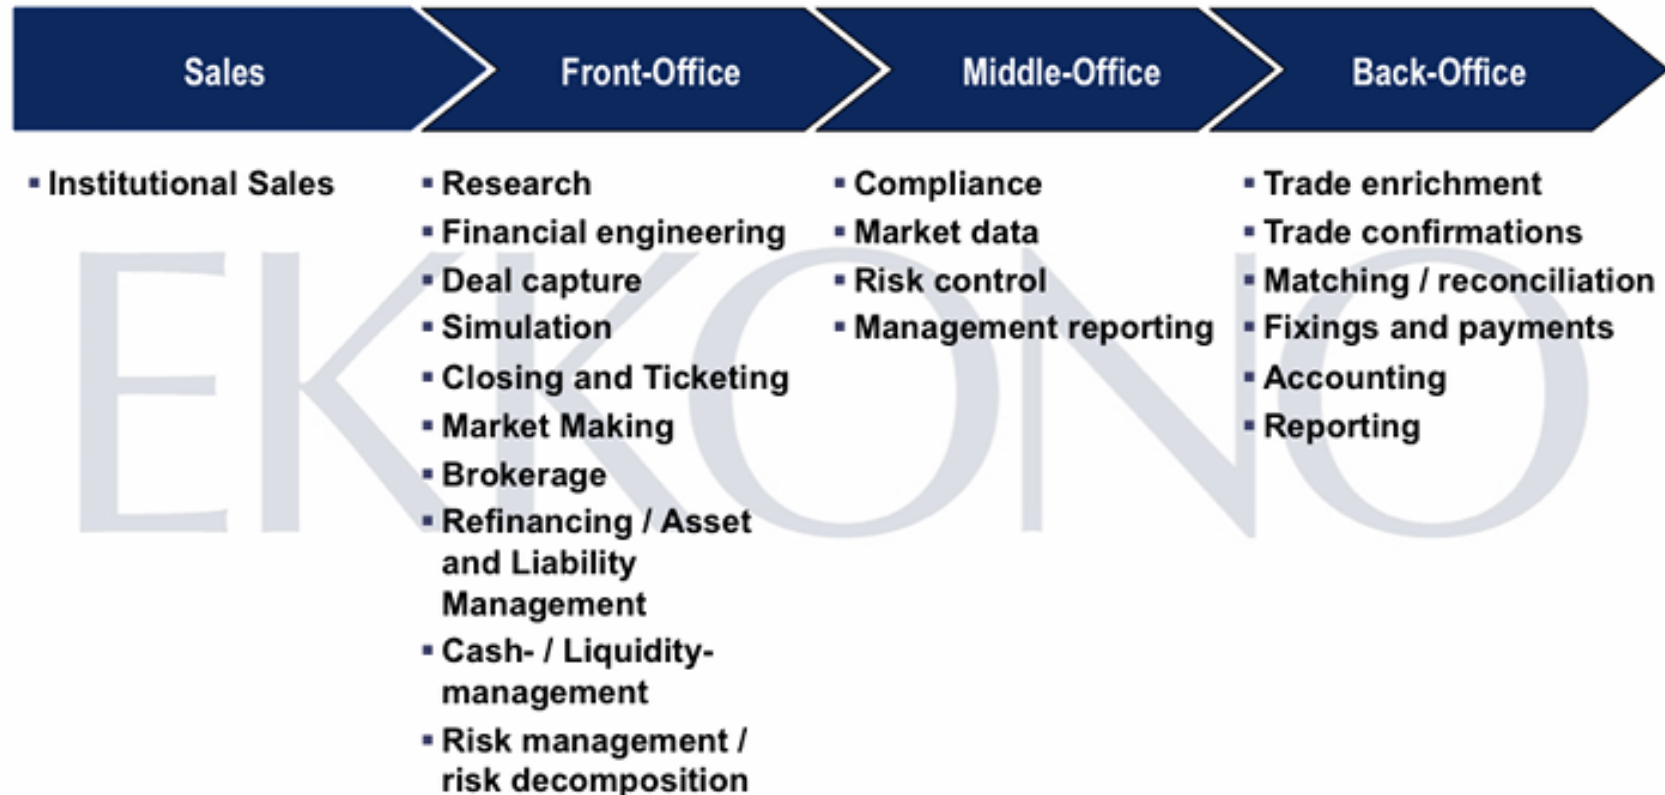 Sales
Front-Office
Middle-Office
Back-Office
▪ Institutional Sales
▪ Research
▪ Financial engineering
▪ Deal capture
▪ Simulation
▪ Closing and Ticketing
▪ Market Making
▪ Brokerage
▪ Refinancing / Asset
and Liability
Management
▪ Cash- / Liquidity-
management
▪ Risk management /
risk decomposition
▪ Compliance
▪ Market data
▪ Risk control
▪ Management reporting
▪ Trade enrichment
▪ Trade confirmations
▪ Matching / reconciliation
▪ Fixings and payments
▪ Accounting
▪ Reporting
EKKONO